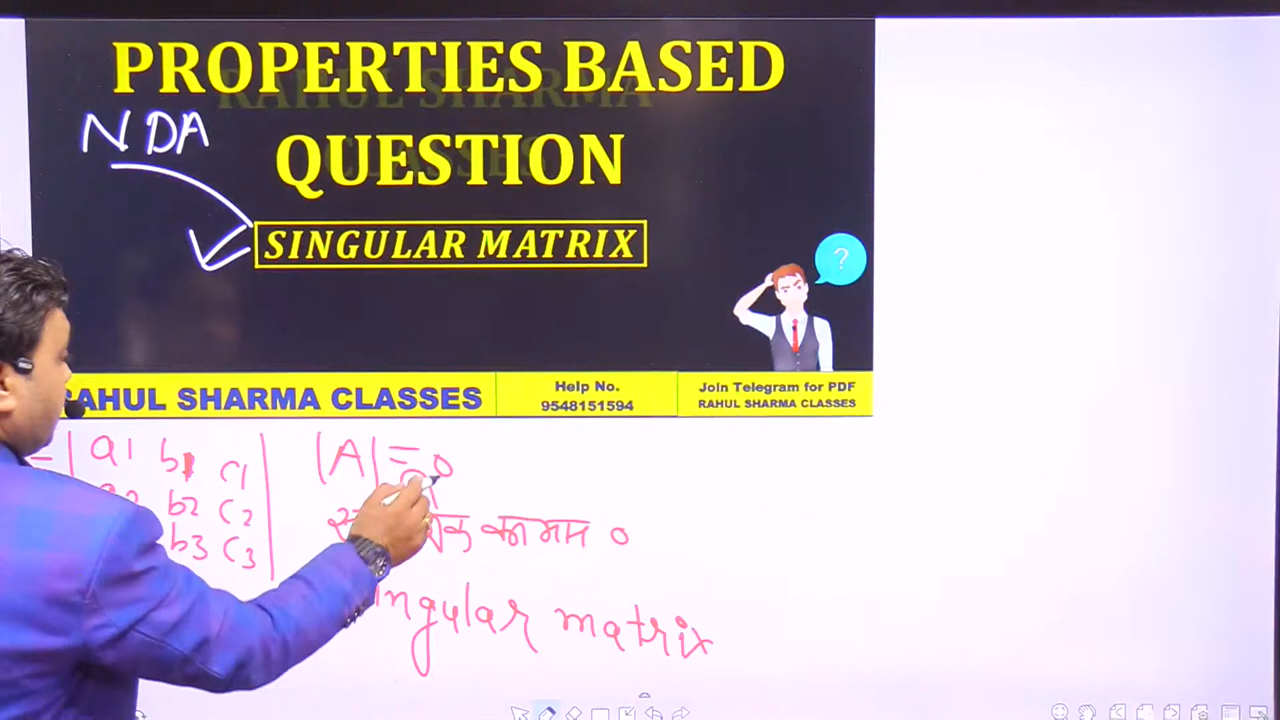 PROPERTIES BASED
NDA
QUESTION
SINGULAR MATRIX
?
RAHUL SHARMA CLASSES
Help No.
9548151594
Join Telegram for PDF
RAHUL SHARMA CLASSES
a1 b1 c1
b2 c2
b3 c3
|A| = 0
का मान 0
ngular matrix